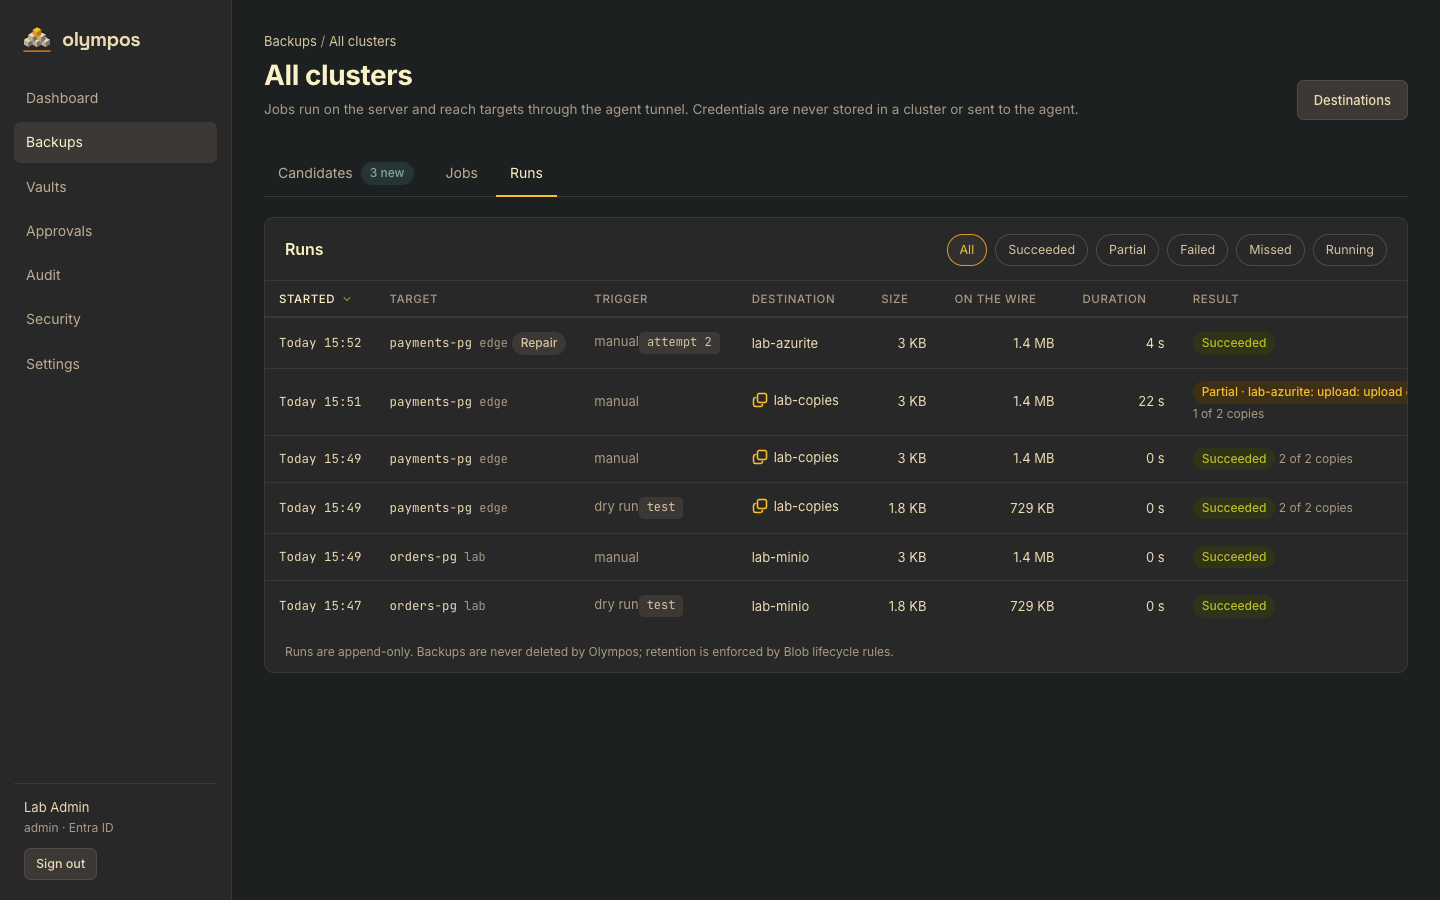 olympos
Dashboard
Backups
Vaults
Approvals
Audit
Security
Settings
Lab Admin
admin · Entra ID
Sign out
Backups / All clusters
All clusters
Jobs run on the server and reach targets through the agent tunnel. Credentials are never stored in a cluster or sent to the agent.
Destinations
Candidates 3 new Jobs Runs
Runs All Succeeded Partial Failed Missed Running
STARTED TARGET TRIGGER DESTINATION SIZE ON THE WIRE DURATION RESULT
Today 15:52 payments-pg edge Repair manual attempt 2 lab-azurite 3 KB 1.4 MB 4 s Succeeded
Today 15:51 payments-pg edge manual lab-copies 3 KB 1.4 MB 22 s Partial · lab-azurite: upload: upload
1 of 2 copies
Today 15:49 payments-pg edge manual lab-copies 3 KB 1.4 MB 0 s Succeeded 2 of 2 copies
Today 15:49 payments-pg edge dry run test lab-copies 1.8 KB 729 KB 0 s Succeeded 2 of 2 copies
Today 15:49 orders-pg lab manual lab-minio 3 KB 1.4 MB 0 s Succeeded
Today 15:47 orders-pg lab dry run test lab-minio 1.8 KB 729 KB 0 s Succeeded
Runs are append-only. Backups are never deleted by Olympos; retention is enforced by Blob lifecycle rules.